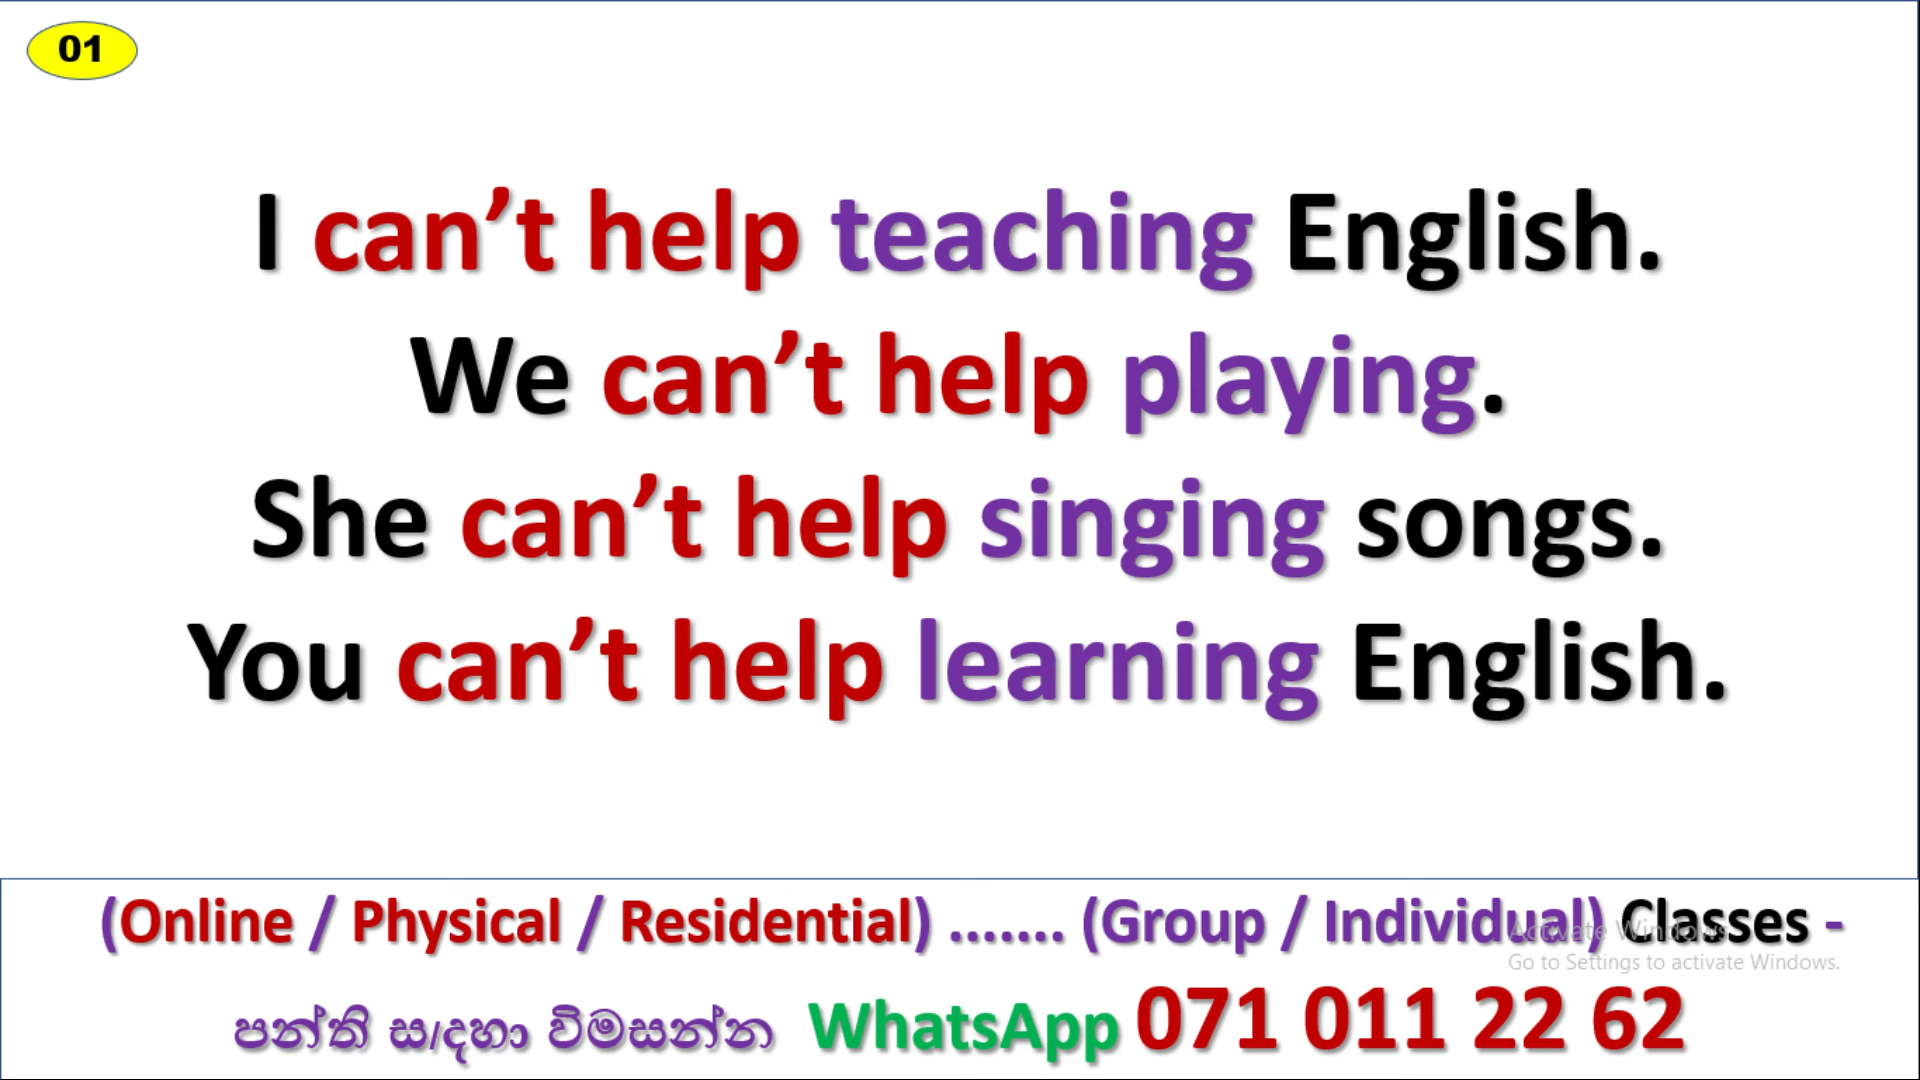 01
I can’t help teaching English.
We can’t help playing.
She can’t help singing songs.
You can’t help learning English.
(Online / Physical / Residential) ....... (Group / Individual) Classes -
Activate Windows
Go to Settings to activate Windows.
පන්ති ස/දහා විමසන්න WhatsApp 071 011 22 62